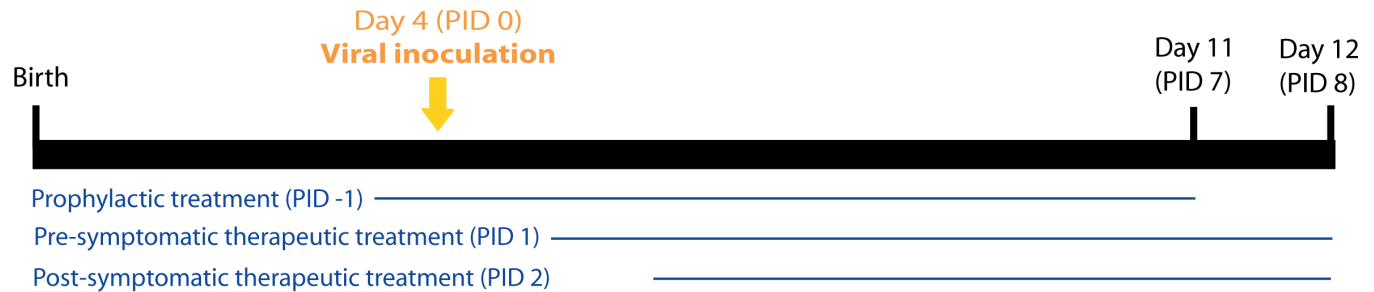 Day 4 (PID 0)
Viral inoculation
Birth
Day 11
(PID 7)
Day 12
(PID 8)
Prophylactic treatment (PID -1)
Pre-symptomatic therapeutic treatment (PID 1)
Post-symptomatic therapeutic treatment (PID 2)